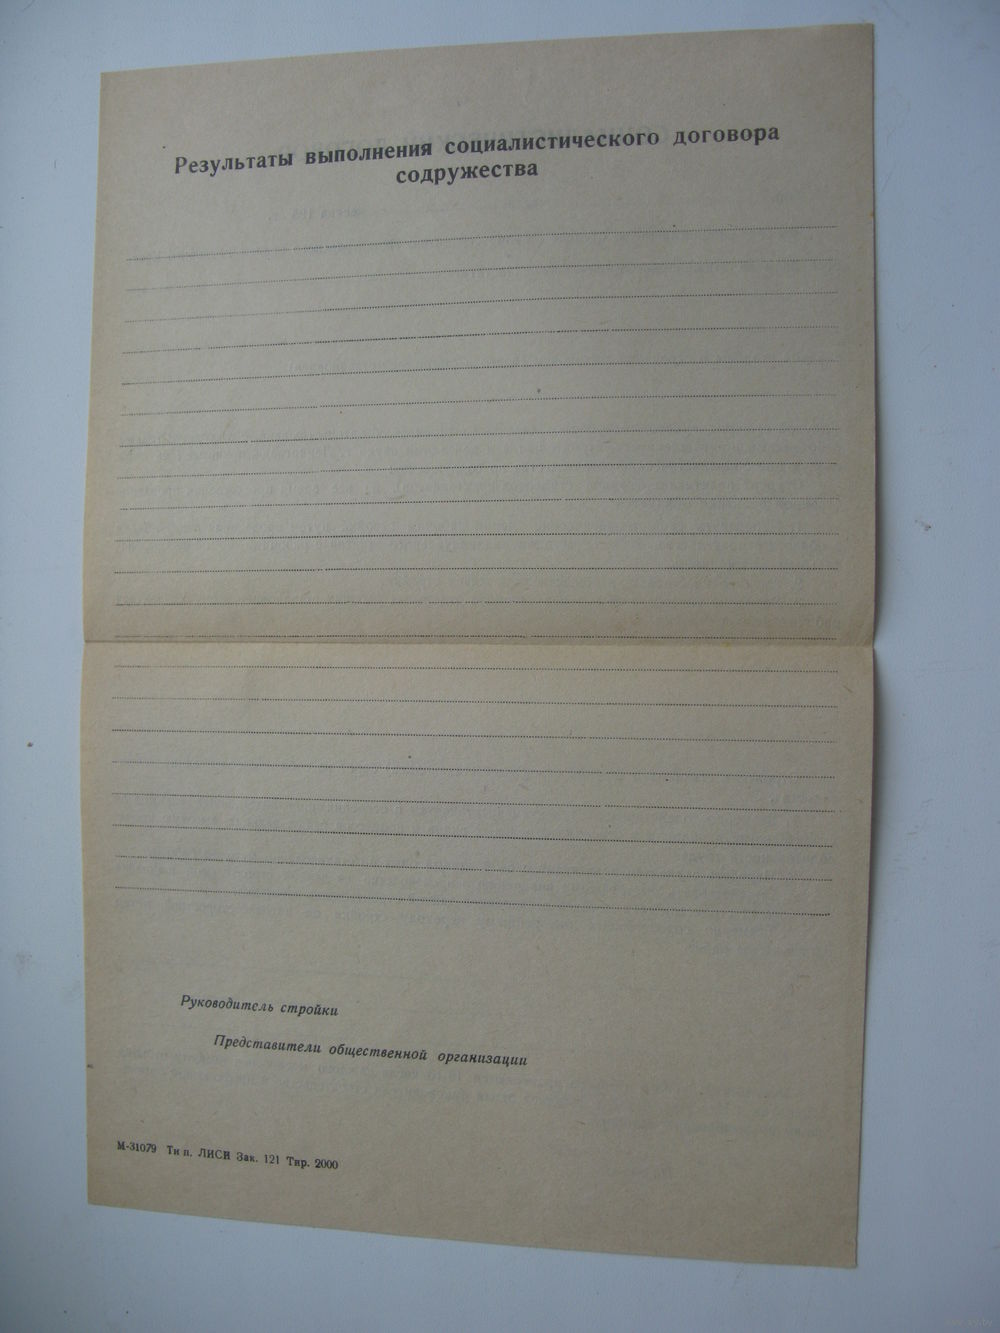 Результаты выполнения социалистического договора
содружества
Руководитель стройки
Представители общественной организации
М-31079 Тип. ЛИСИ Зак. 121 Тир. 2000